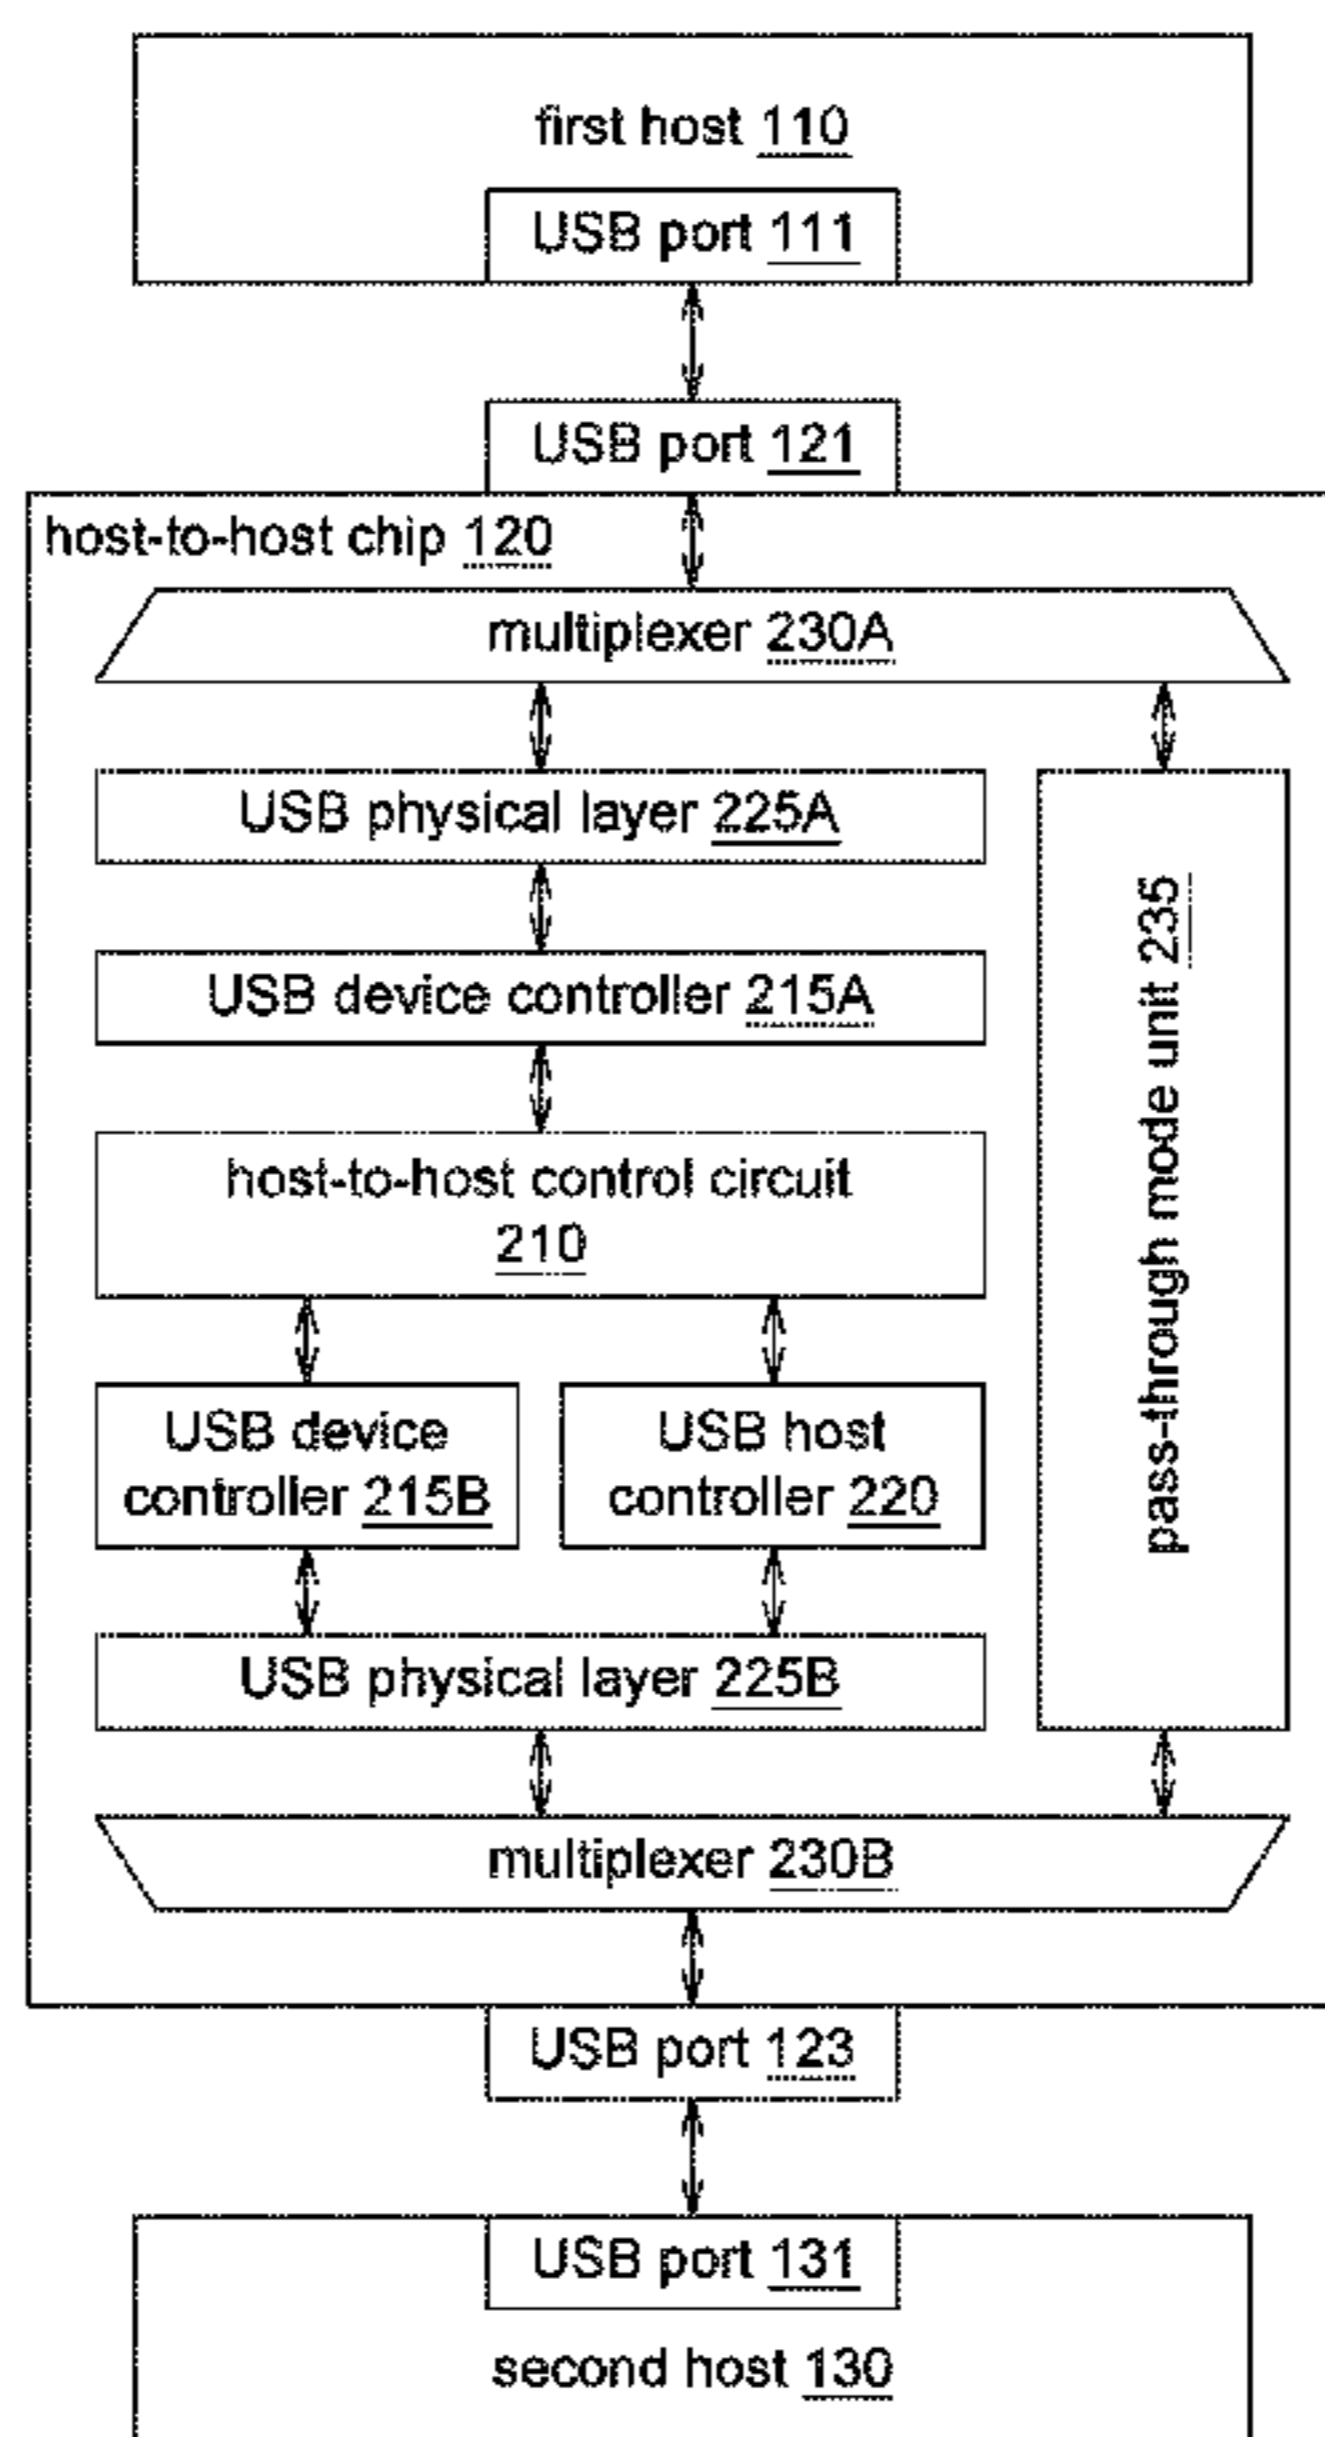 first host 110
USB port 111
USB port 121
host-to-host chip 120
multiplexer 230A
USB physical layer 225A
USB device controller 215A
host-to-host control circuit
210
USB device
controller 215B
USB host
controller 220
pass-through mode unit 235
USB physical layer 225B
multiplexer 230B
USB port 123
USB port 131
second host 130